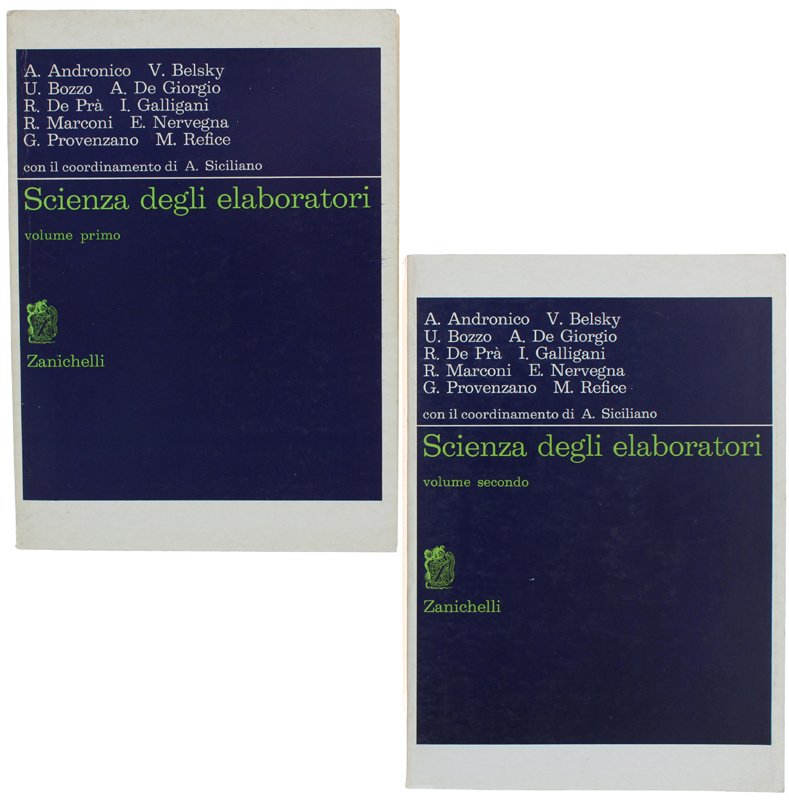 A. Andronico V. Belsky
U. Bozzo A. De Giorgio
R. De Prà I. Galligani
R. Marconi E. Nervegna
G. Provenzano M. Refice
con il coordinamento di A. Siciliano
Scienza degli elaboratori
volume primo
Zanichelli
A. Andronico V. Belsky
U. Bozzo A. De Giorgio
R. De Prà I. Galligani
R. Marconi E. Nervegna
G. Provenzano M. Refice
con il coordinamento di A. Siciliano
Scienza degli elaboratori
volume secondo
Zanichelli